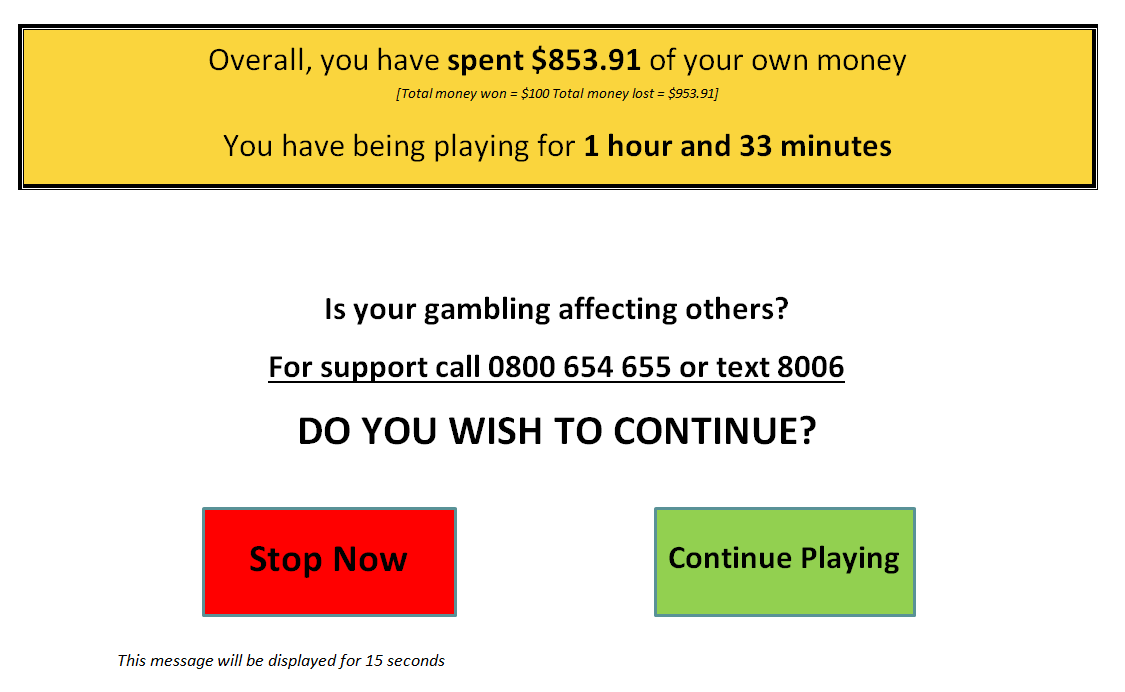 Overall, you have spent $853.91 of your own money
[Total money won = $100 Total money lost = $953.91]
You have being playing for 1 hour and 33 minutes
Is your gambling affecting others?
For support call 0800 654 655 or text 8006
DO YOU WISH TO CONTINUE?
Stop Now
Continue Playing
This message will be displayed for 15 seconds